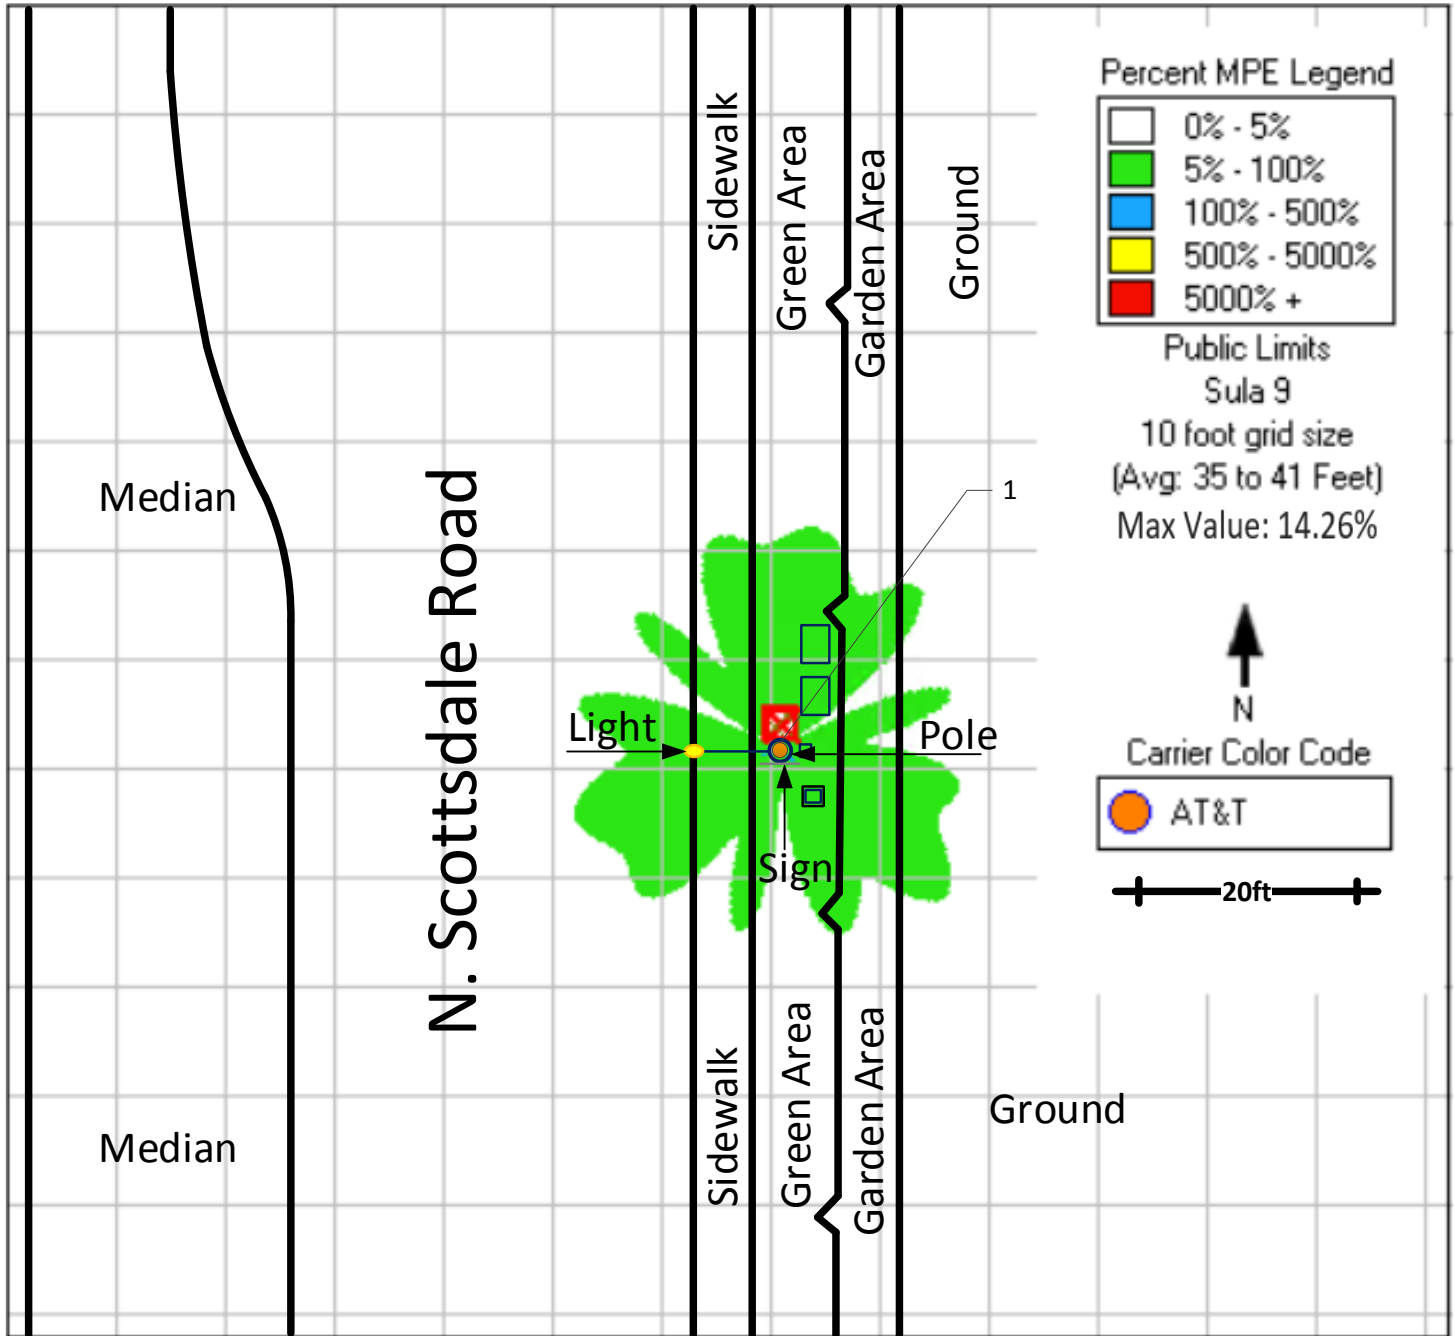 Sidewalk
Green Area
Garden Area
Ground
Percent MPE Legend
0% - 5%
5% - 100%
100% - 500%
500% - 5000%
5000% +
Public Limits
Sula 9
10 foot grid size
(Avg: 35 to 41 Feet)
Max Value: 14.26%
Median
N. Scottsdale Road
1
Light
Pole
Sign
N
Carrier Color Code
AT&T
20ft
Median
Sidewalk
Green Area
Garden Area
Ground